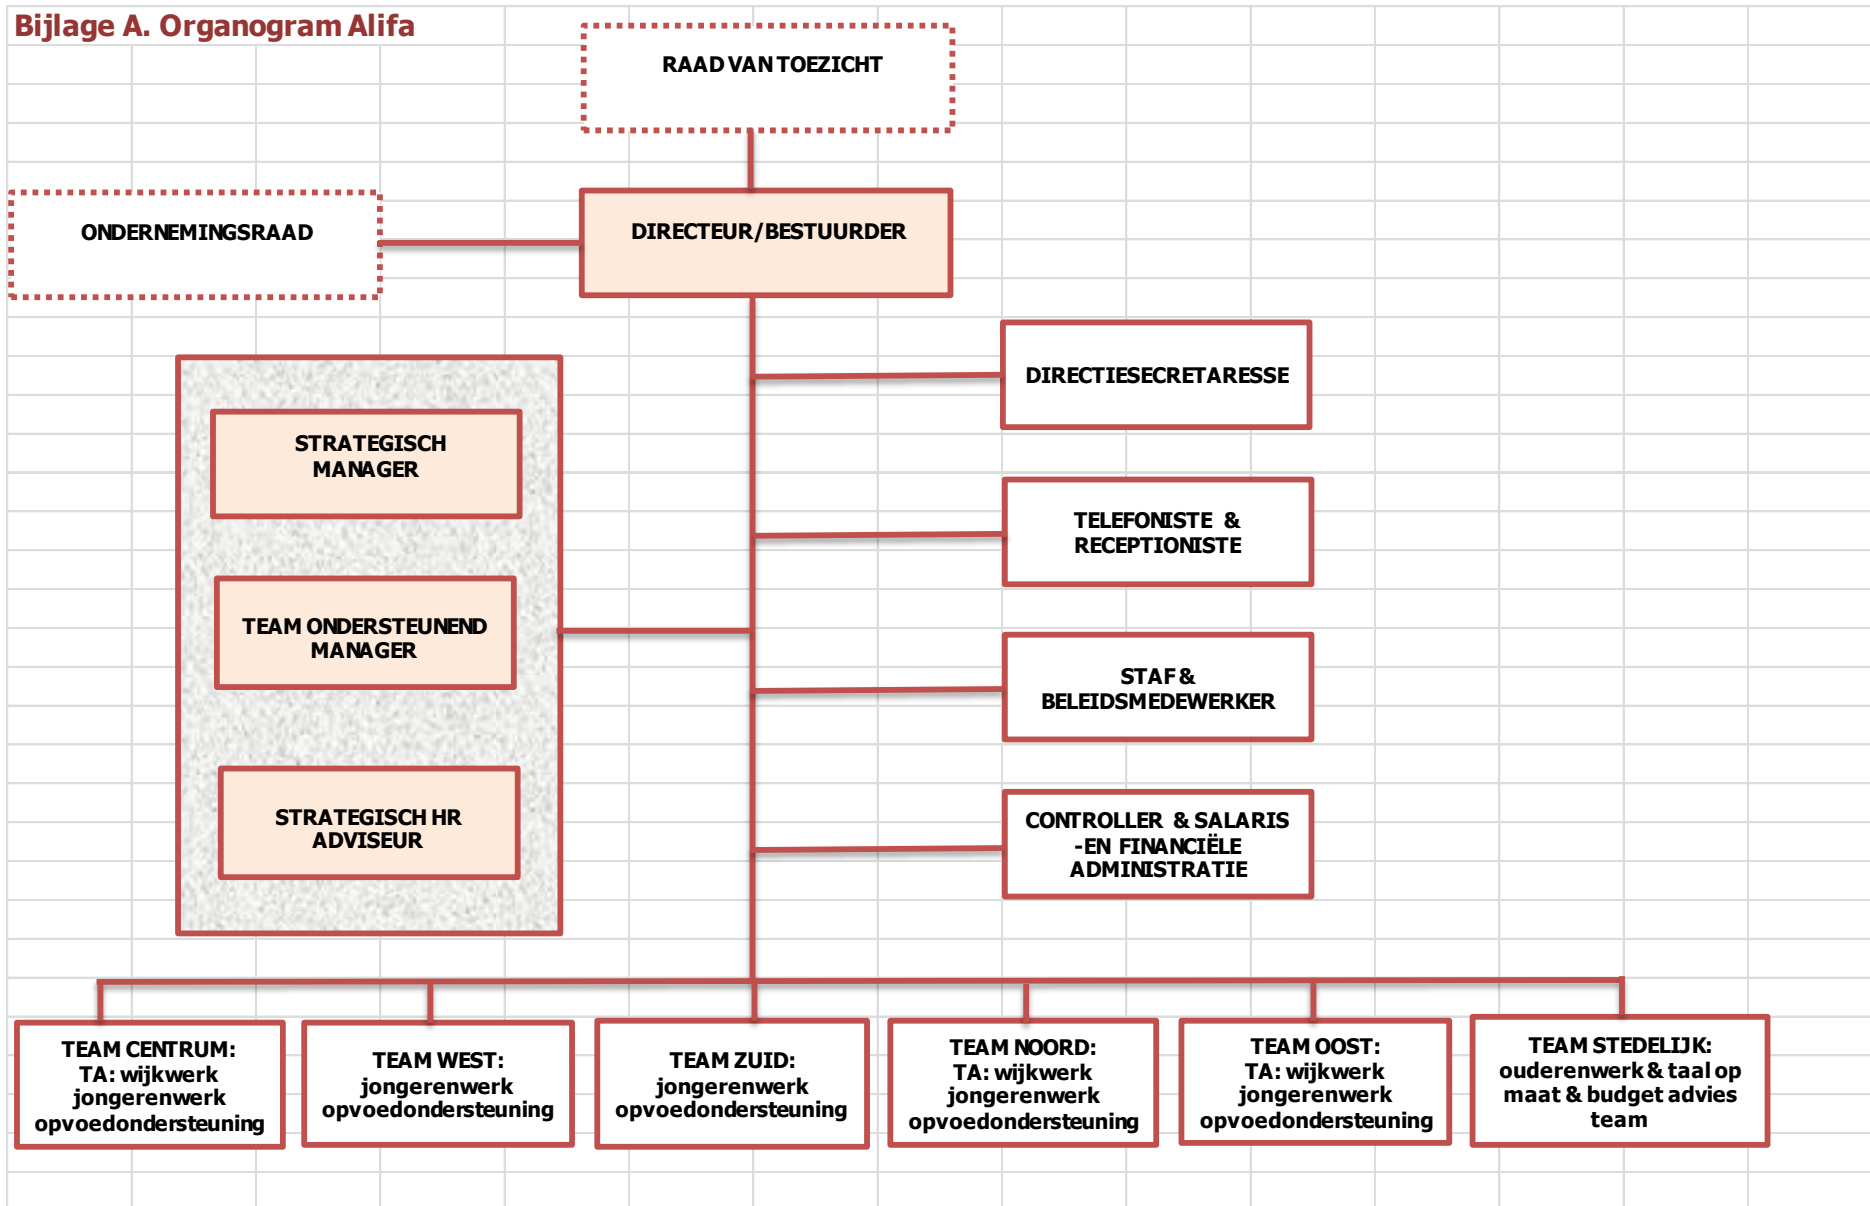 Bijlage A. Organogram Alifa
RAAD VAN TOEZICHT
ONDERNEMINGSRAAD
DIRECTEUR/BESTUURDER
DIRECTIESECRETARESSE
STRATEGISCH
MANAGER
TELEFONISTE &
RECEPTIONISTE
TEAM ONDERSTEUNEND
MANAGER
STAF &
BELEIDSMEDEWERKER
STRATEGISCH HR
ADVISEUR
CONTROLLER & SALARIS
-EN FINANCIËLE
ADMINISTRATIE
TEAM CENTRUM:
TA: wijkwerk
jongerenwerk
opvoedondersteuning
TEAM WEST:
jongerenwerk
opvoedondersteuning
TEAM ZUID:
jongerenwerk
opvoedondersteuning
TEAM NOORD:
TA: wijkwerk
jongerenwerk
opvoedondersteuning
TEAM OOST:
TA: wijkwerk
jongerenwerk
opvoedondersteuning
TEAM STEDELIJK:
ouderenwerk & taal op
maat & budget advies
team